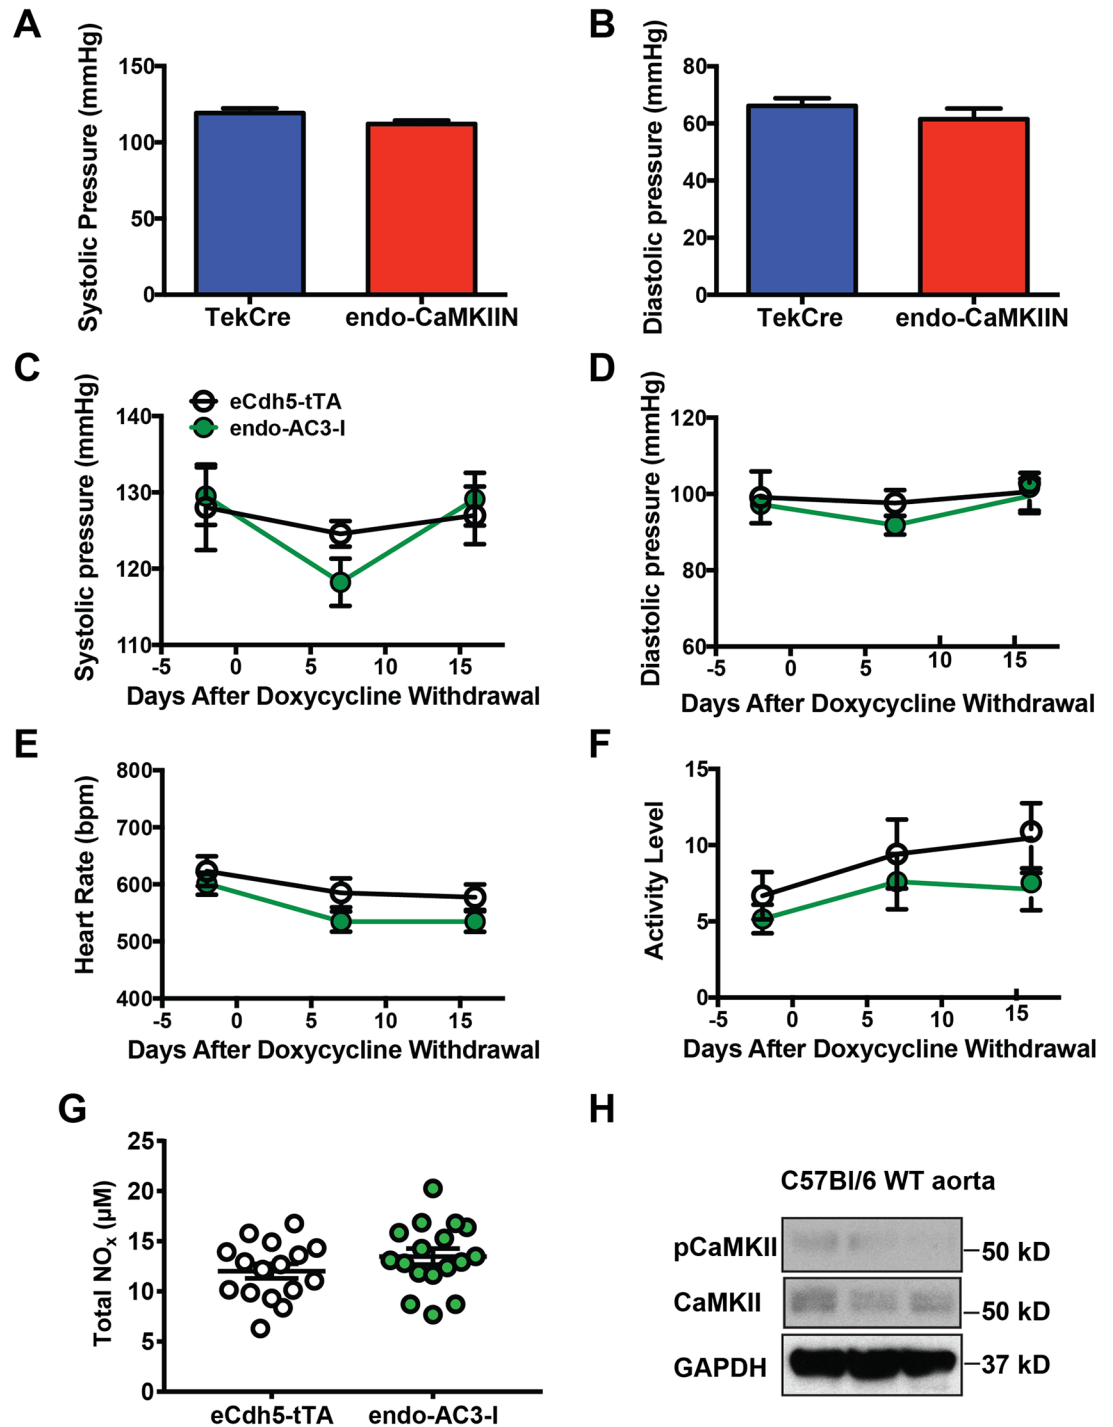 A
Systolic Pressure (mmHg)
150
100
50
0
TekCre
endo-CaMKIIN
B
Diastolic pressure (mmHg)
80
60
40
20
0
TekCre
endo-CaMKIIN
C
Systolic pressure (mmHg)
eCdh5-tTA
endo-AC3-I
140
130
120
110
-5 0 5 10 15
Days After Doxycycline Withdrawal
D
Diastolic pressure (mmHg)
120
100
80
60
-5 0 5 10 15
Days After Doxycycline Withdrawal
E
Heart Rate (bpm)
800
700
600
500
400
-5 0 5 10 15
Days After Doxycycline Withdrawal
F
Activity Level
15
10
5
0
-5 0 5 10 15
Days After Doxycycline Withdrawal
G
Total NOx (µM)
25
20
15
10
5
0
eCdh5-tTA
endo-AC3-I
H
C57Bl/6 WT aorta
pCaMKII
50 kD
CaMKII
50 kD
GAPDH
37 kD